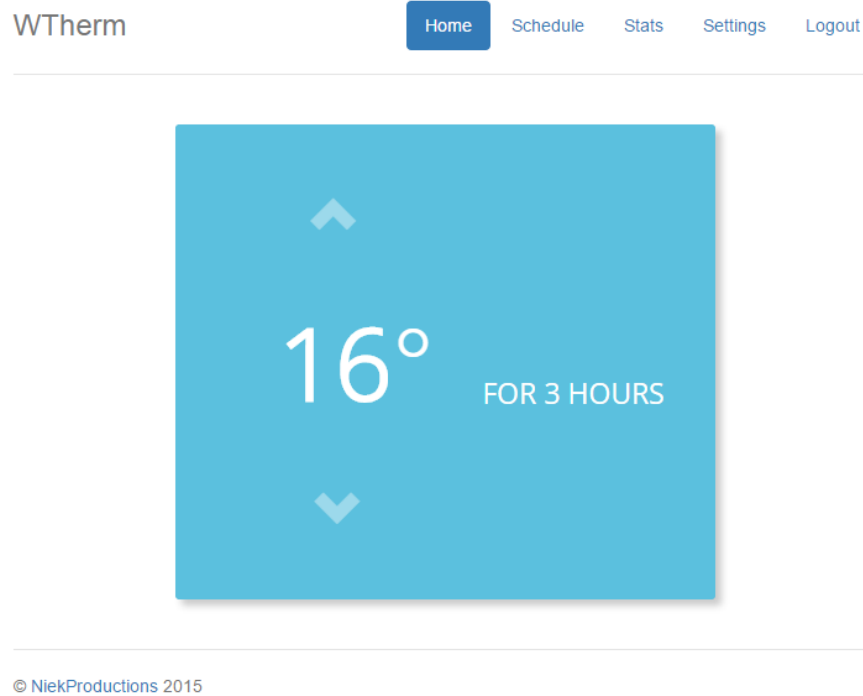 WTherm
Home Schedule Stats Settings Logout
16°
FOR 3 HOURS
© NiekProductions 2015